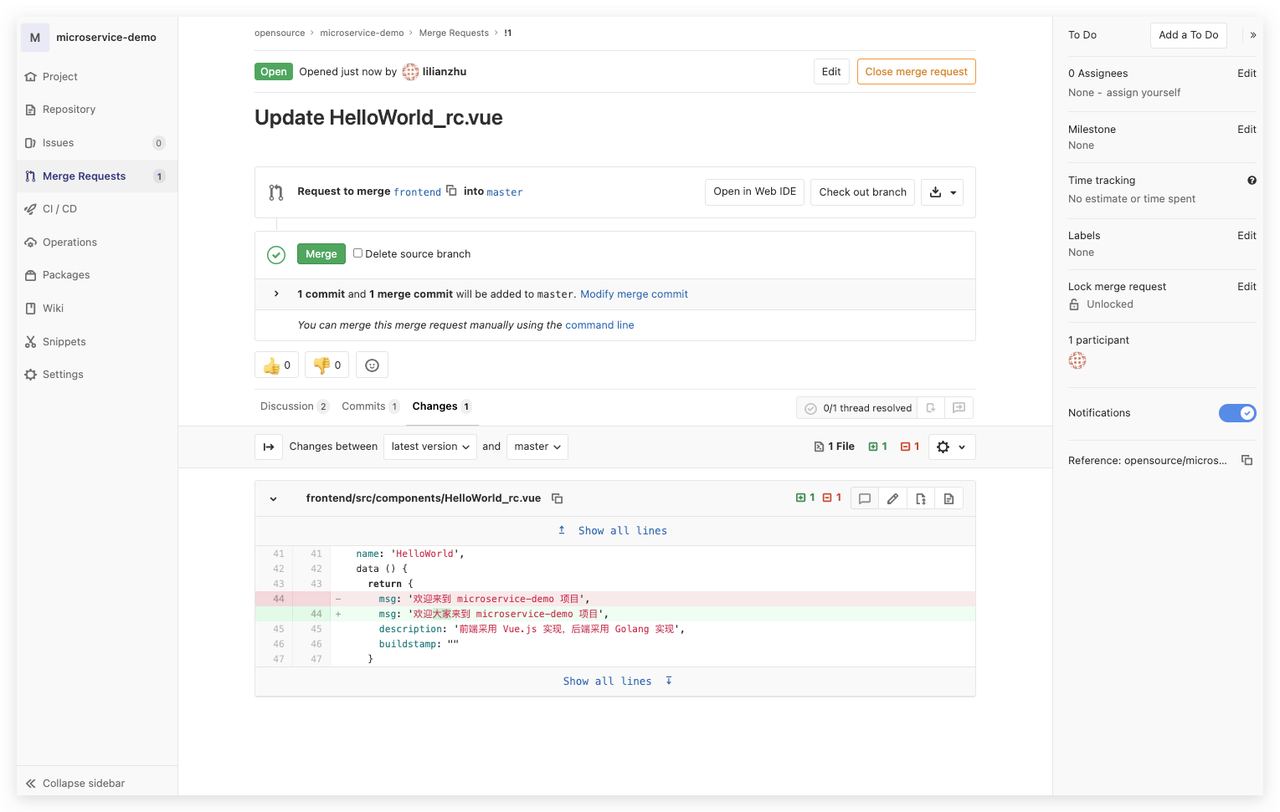 M microservice-demo
Project
Repository
Issues 0
Merge Requests 1
CI / CD
Operations
Packages
Wiki
Snippets
Settings
Collapse sidebar
opensource › microservice-demo › Merge Requests › !1
Open Opened just now by lilianzhu Edit Close merge request
Update HelloWorld_rc.vue
Request to merge frontend into master Open in Web IDE Check out branch
Merge Delete source branch
1 commit and 1 merge commit will be added to master. Modify merge commit
You can merge this merge request manually using the command line
0 0
Discussion 2 Commits 1 Changes 1 0/1 thread resolved
Changes between latest version and master 1 File 1 1
frontend/src/components/HelloWorld_rc.vue 1 1
Show all lines
41 41 name: 'HelloWorld',
42 42 data () {
43 43 return {
44 - msg: '欢迎来到 microservice-demo 项目',
44 + msg: '欢迎大家来到 microservice-demo 项目',
45 45 description: '前端采用 Vue.js 实现，后端采用 Golang 实现',
46 46 buildstamp: ""
47 47 }
Show all lines
To Do Add a To Do »
0 Assignees Edit
None - assign yourself
Milestone Edit
None
Time tracking
No estimate or time spent
Labels Edit
None
Lock merge request Edit
Unlocked
1 participant
Notifications
Reference: opensource/micros...